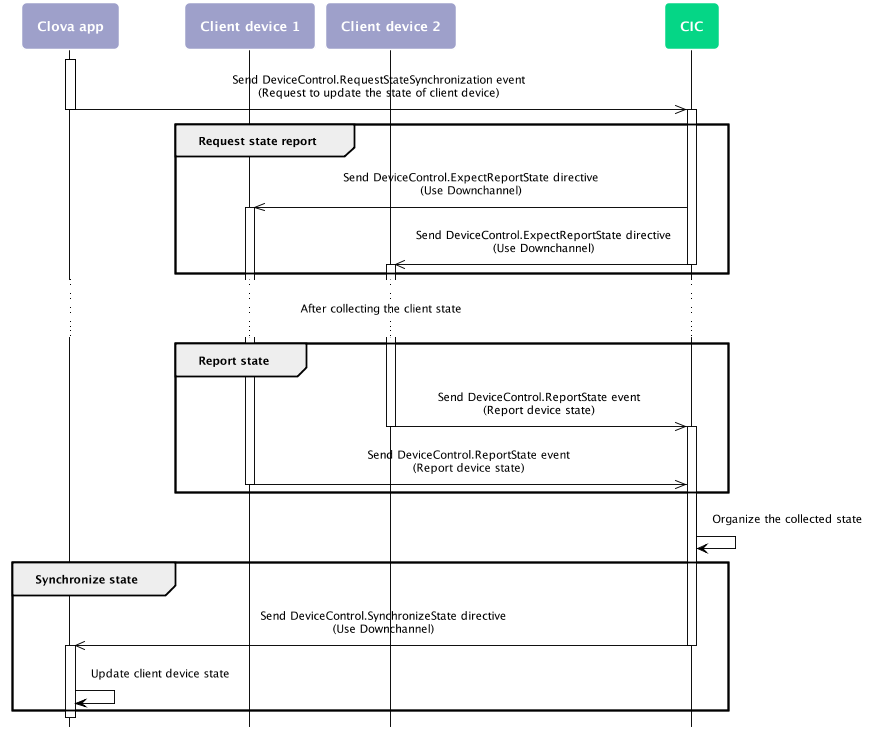 Clova app
Client device 1
Client device 2
CIC
Send DeviceControl.RequestStateSynchronization event
(Request to update the state of client device)
Request state report
Send DeviceControl.ExpectReportState directive
(Use Downchannel)
Send DeviceControl.ExpectReportState directive
(Use Downchannel)
After collecting the client state
Report state
Send DeviceControl.ReportState event
(Report device state)
Send DeviceControl.ReportState event
(Report device state)
Organize the collected state
Synchronize state
Send DeviceControl.SynchronizeState directive
(Use Downchannel)
Update client device state